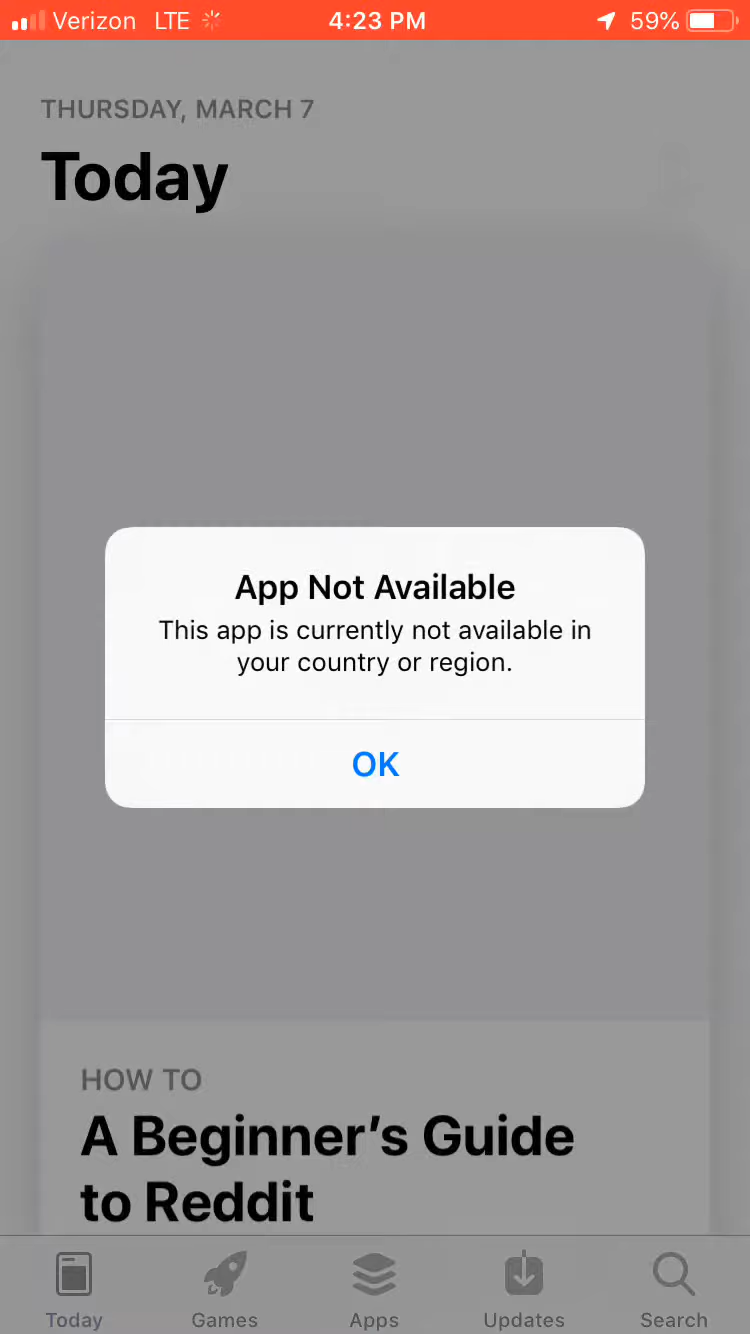 Verizon LTE 4:23 PM 59%
THURSDAY, MARCH 7
Today
App Not Available
This app is currently not available in
your country or region.
OK
HOW TO
A Beginner’s Guide
to Reddit
Today Games Apps Updates Search